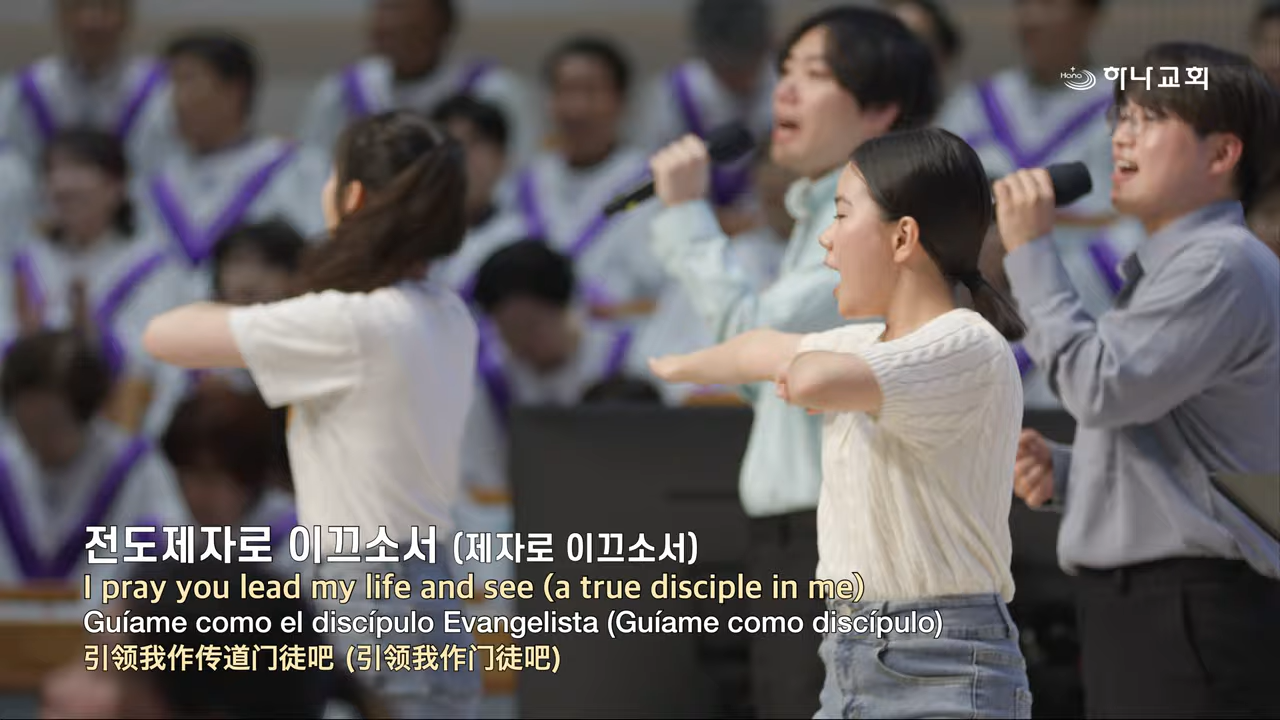 Hana 하나교회
전도제자로 이끄소서 (제자로 이끄소서)
I pray you lead my life and see (a true disciple in me)
Guíame como el discípulo Evangelista (Guíame como discípulo)
引领我作传道门徒吧 (引领我作门徒吧)